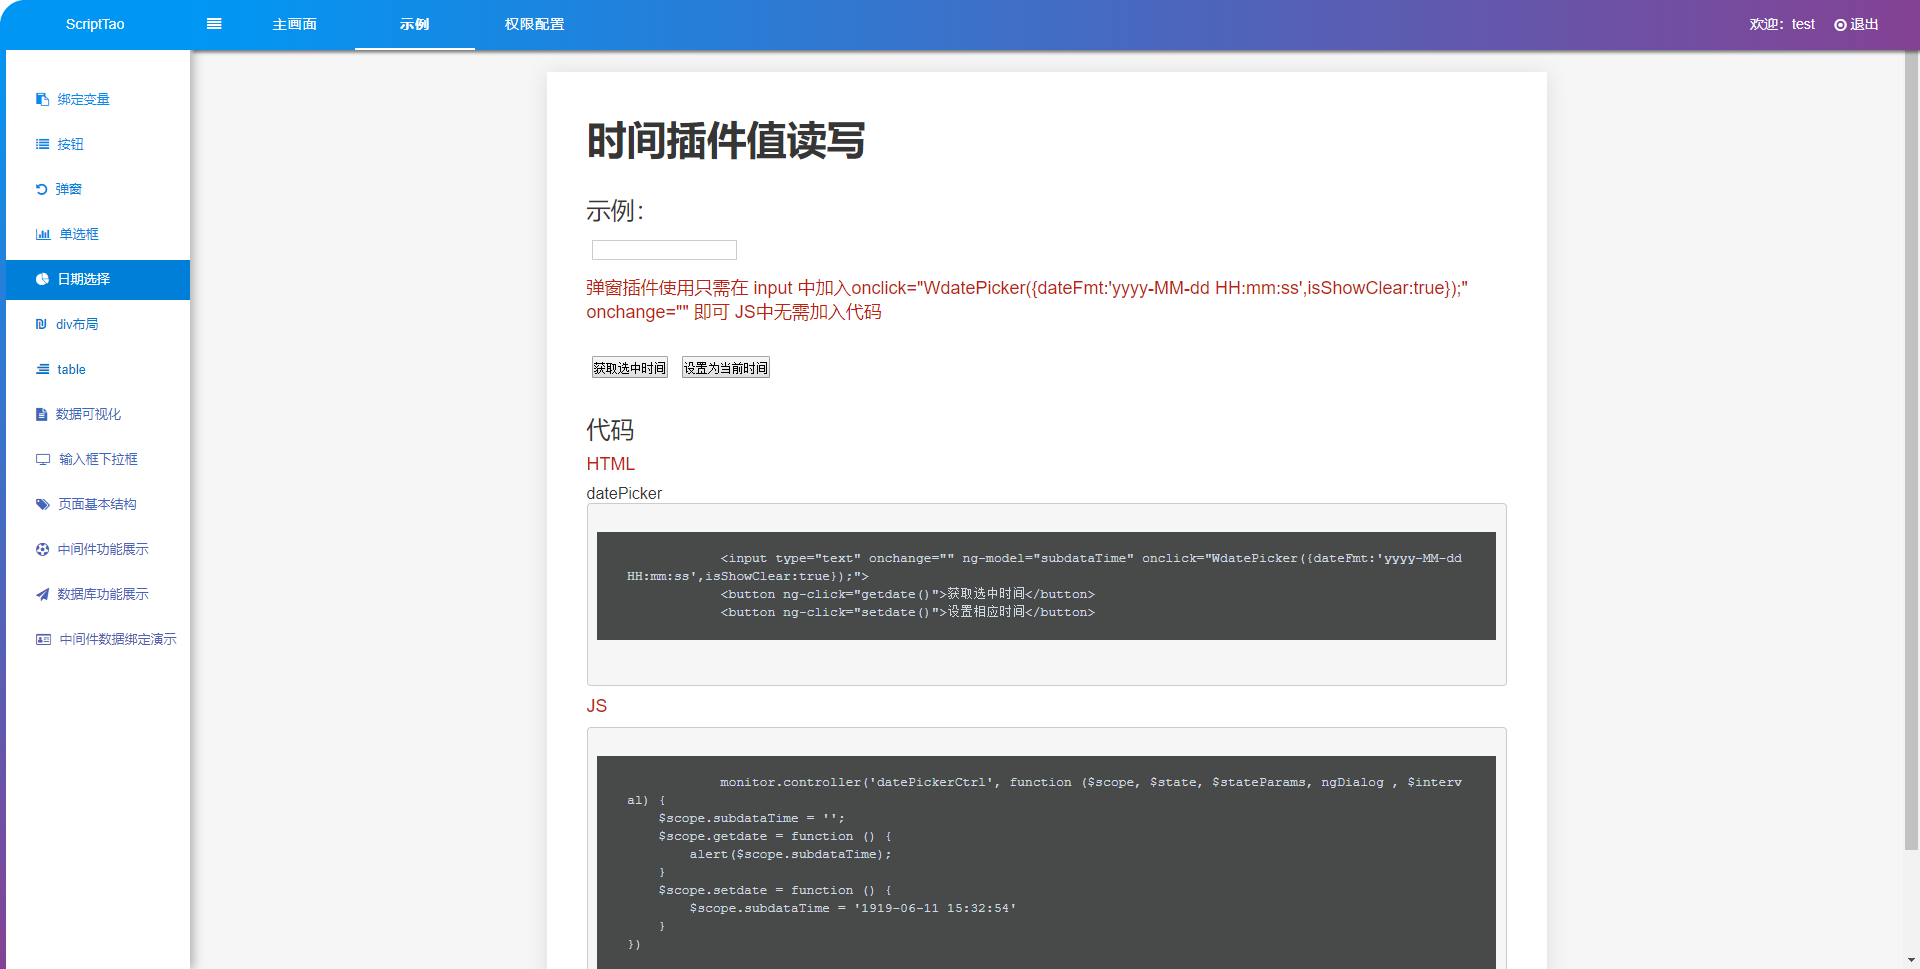 ScriptTao
主画面
示例
权限配置
欢迎：test
退出
绑定变量
按钮
弹窗
单选框
日期选择
div布局
table
数据可视化
输入框下拉框
页面基本结构
中间件功能展示
数据库功能展示
中间件数据绑定演示
时间插件值读写
示例：
弹窗插件使用只需在 input 中加入onclick="WdatePicker({dateFmt:'yyyy-MM-dd HH:mm:ss',isShowClear:true});"
onchange="" 即可 JS中无需加入代码
获取选中时间
设置为当前时间
代码
HTML
datePicker
<input type="text" onchange="" ng-model="subdataTime" onclick="WdatePicker({dateFmt:'yyyy-MM-dd
HH:mm:ss',isShowClear:true});">
<button ng-click="getdate()">获取选中时间</button>
<button ng-click="setdate()">设置相应时间</button>
JS
monitor.controller('datePickerCtrl', function ($scope, $state, $stateParams, ngDialog , $interv
al) {
$scope.subdataTime = '';
$scope.getdate = function () {
alert($scope.subdataTime);
}
$scope.setdate = function () {
$scope.subdataTime = '1919-06-11 15:32:54'
}
})